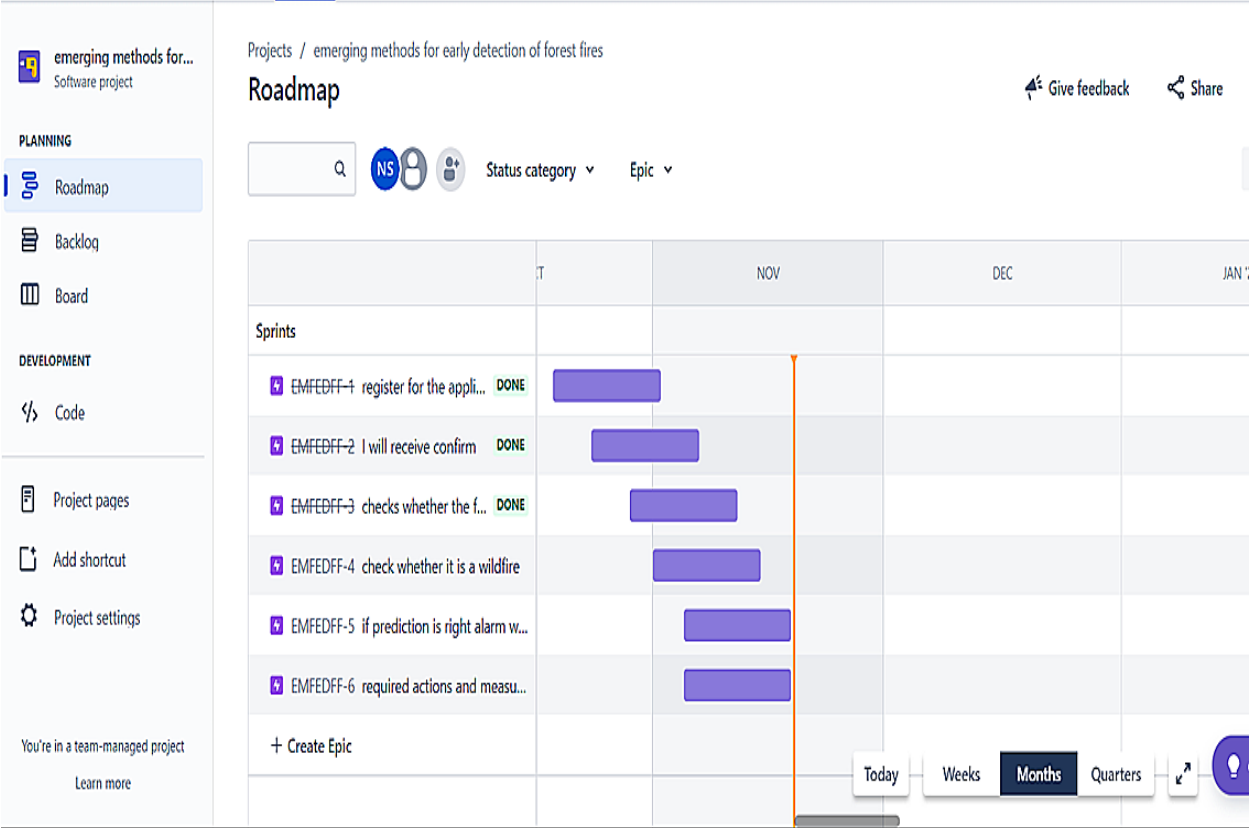 emerging methods for...
Software project
PLANNING
Roadmap
Backlog
Board
DEVELOPMENT
Code
Project pages
Add shortcut
Project settings
You're in a team-managed project
Learn more
Projects / emerging methods for early detection of forest fires
Roadmap
Give feedback
Share
NS
Status category
Epic
NOV
DEC
JAN
Sprints
EMFEDFF-1 register for the appli... DONE
EMFEDFF-2 I will receive confirm DONE
EMFEDFF-3 checks whether the f... DONE
EMFEDFF-4 check whether it is a wildfire
EMFEDFF-5 if prediction is right alarm w...
EMFEDFF-6 required actions and measu...
+ Create Epic
Today
Weeks
Months
Quarters